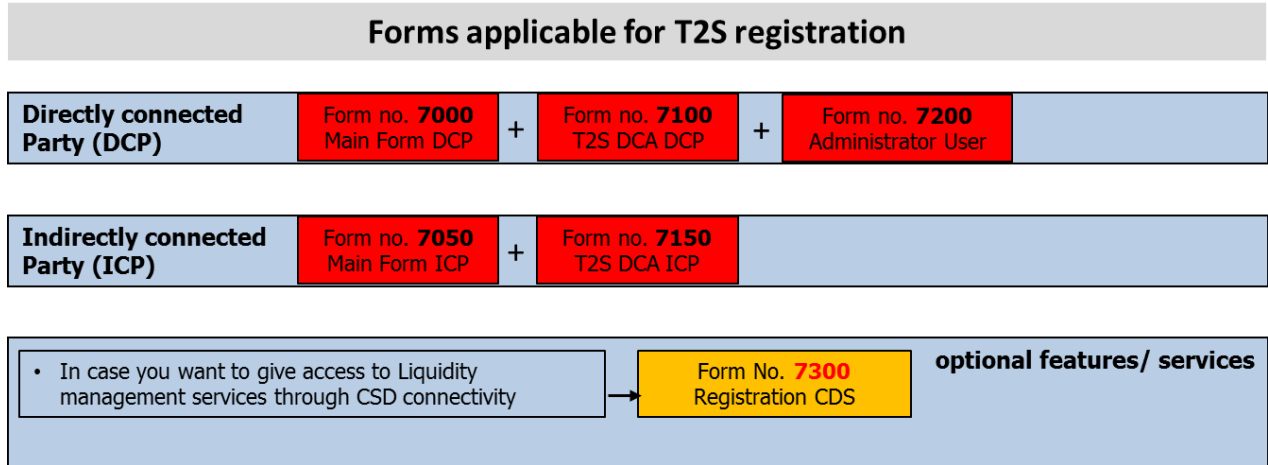 Forms applicable for T2S registration
Directly connected
Party (DCP)
Form no. 7000
Main Form DCP
+
Form no. 7100
T2S DCA DCP
+
Form no. 7200
Administrator User
Indirectly connected
Party (ICP)
Form no. 7050
Main Form ICP
+
Form no. 7150
T2S DCA ICP
• In case you want to give access to Liquidity
management services through CSD connectivity
Form No. 7300
Registration CDS
optional features/ services